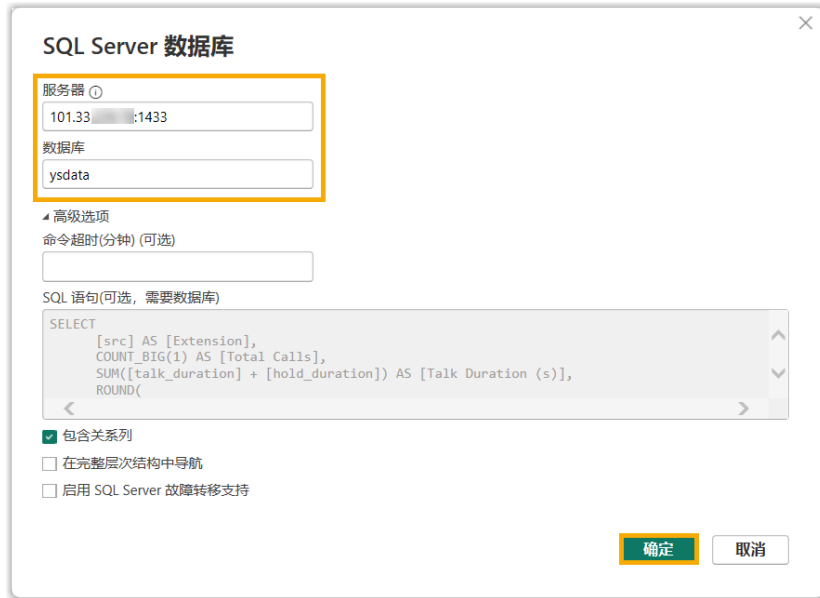 SQL Server 数据库
服务器
101.33 :1433
数据库
ysdata
高级选项
命令超时(分钟) (可选)
SQL 语句(可选，需要数据库)
SELECT
[src] AS [Extension],
COUNT_BIG(1) AS [Total Calls],
SUM([talk_duration] + [hold_duration]) AS [Talk Duration (s)],
ROUND(
包含关系列
在完整层次结构中导航
启用 SQL Server 故障转移支持
确定 取消